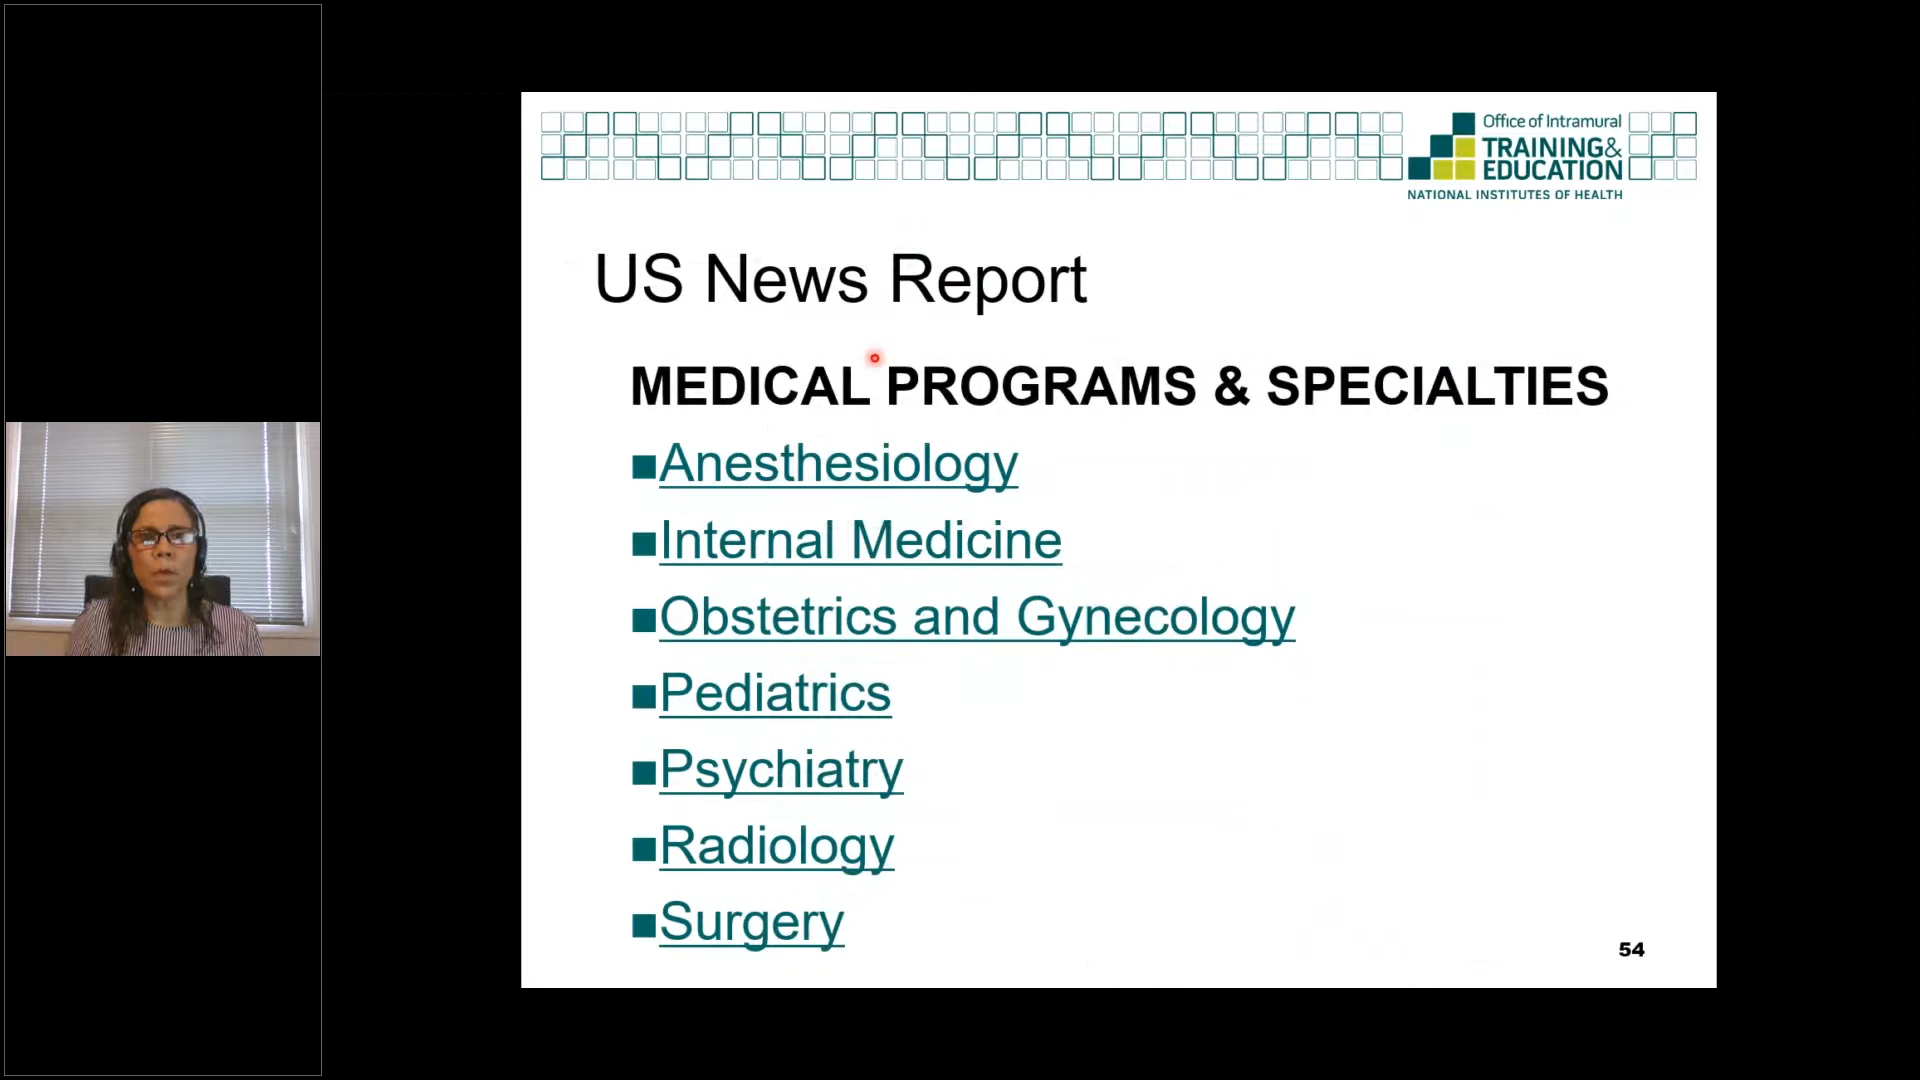 Office of Intramural
TRAINING&
EDUCATION
NATIONAL INSTITUTES OF HEALTH
US News Report
MEDICAL PROGRAMS & SPECIALTIES
Anesthesiology
Internal Medicine
Obstetrics and Gynecology
Pediatrics
Psychiatry
Radiology
Surgery
54